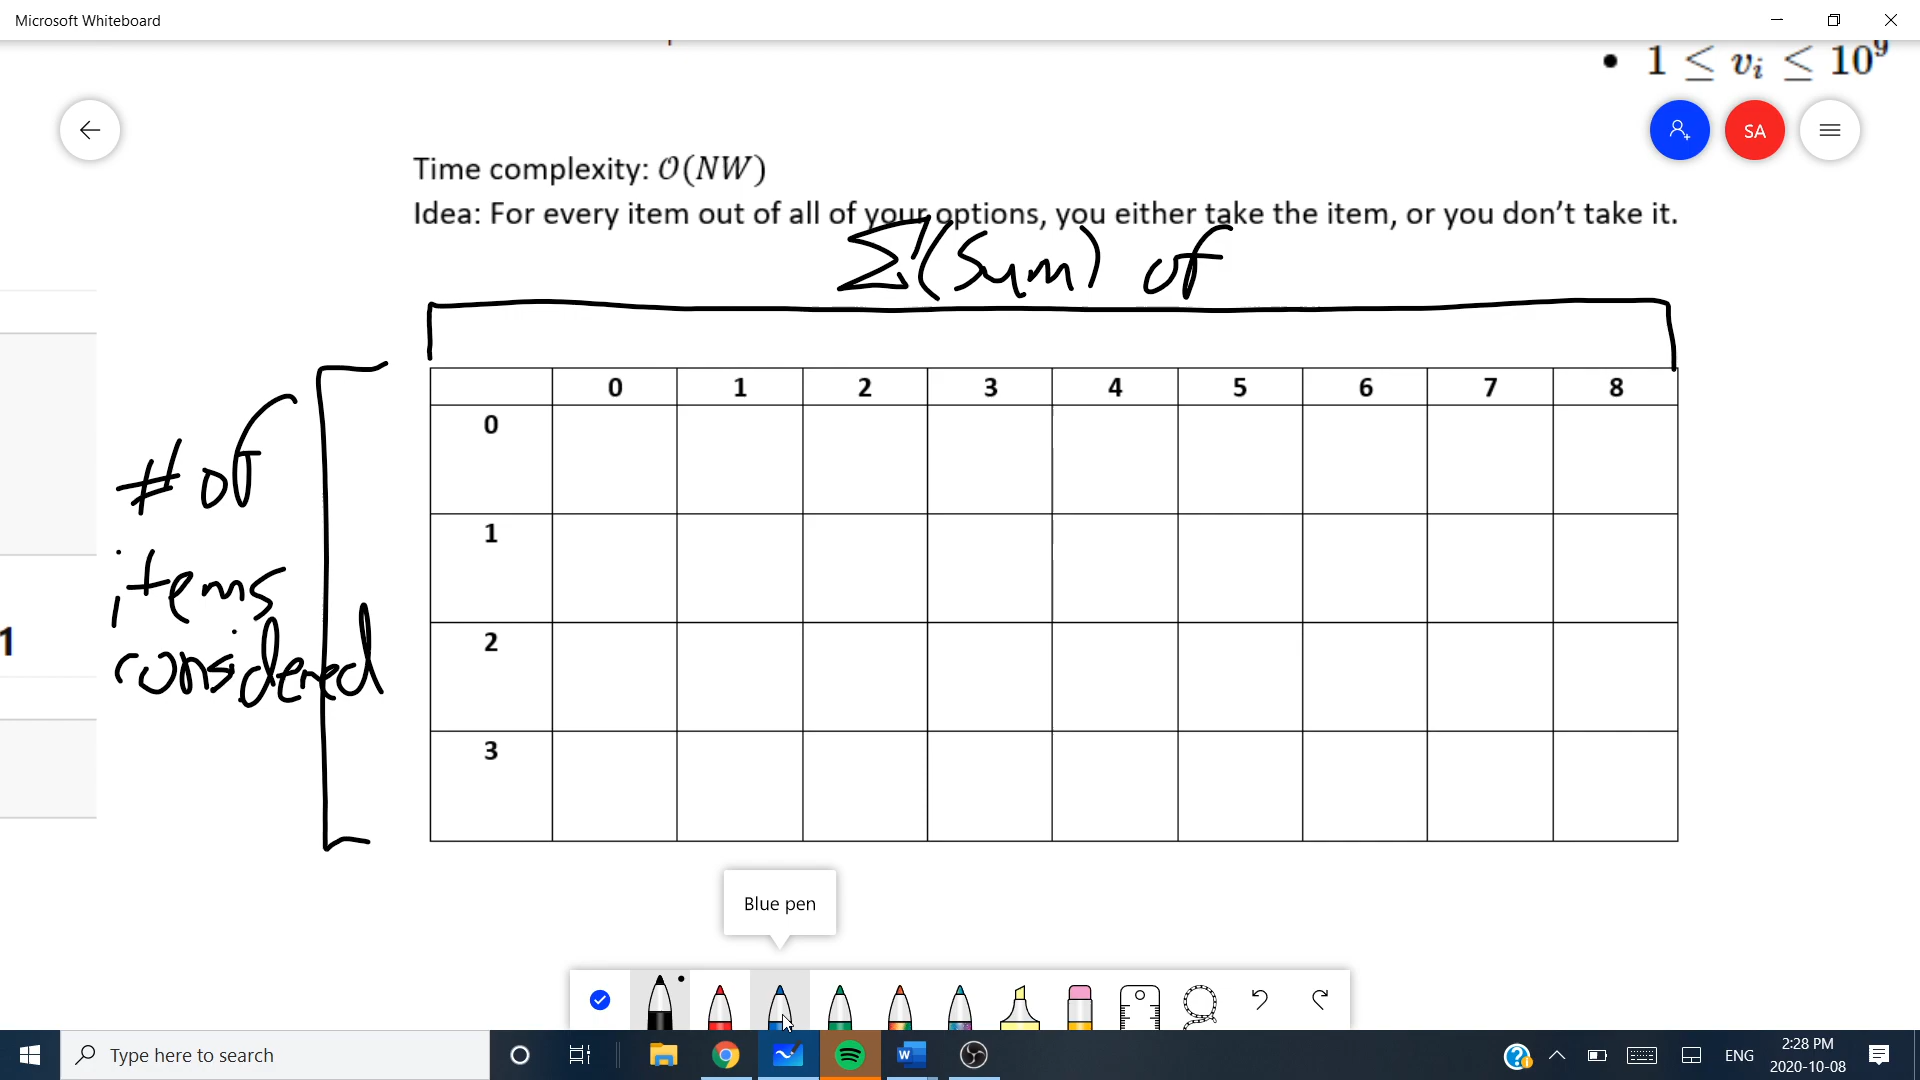 Microsoft Whiteboard
• 1 ≤ vᵢ ≤ 10⁹
SA
Time complexity: O(NW)
Idea: For every item out of all of your options, you either take the item, or you don't take it.
Σ(Sum) of
0 1 2 3 4 5 6 7 8
0
1
2
3
# of
items
considered
1
Blue pen
Type here to search
ENG
2:28 PM
2020-10-08